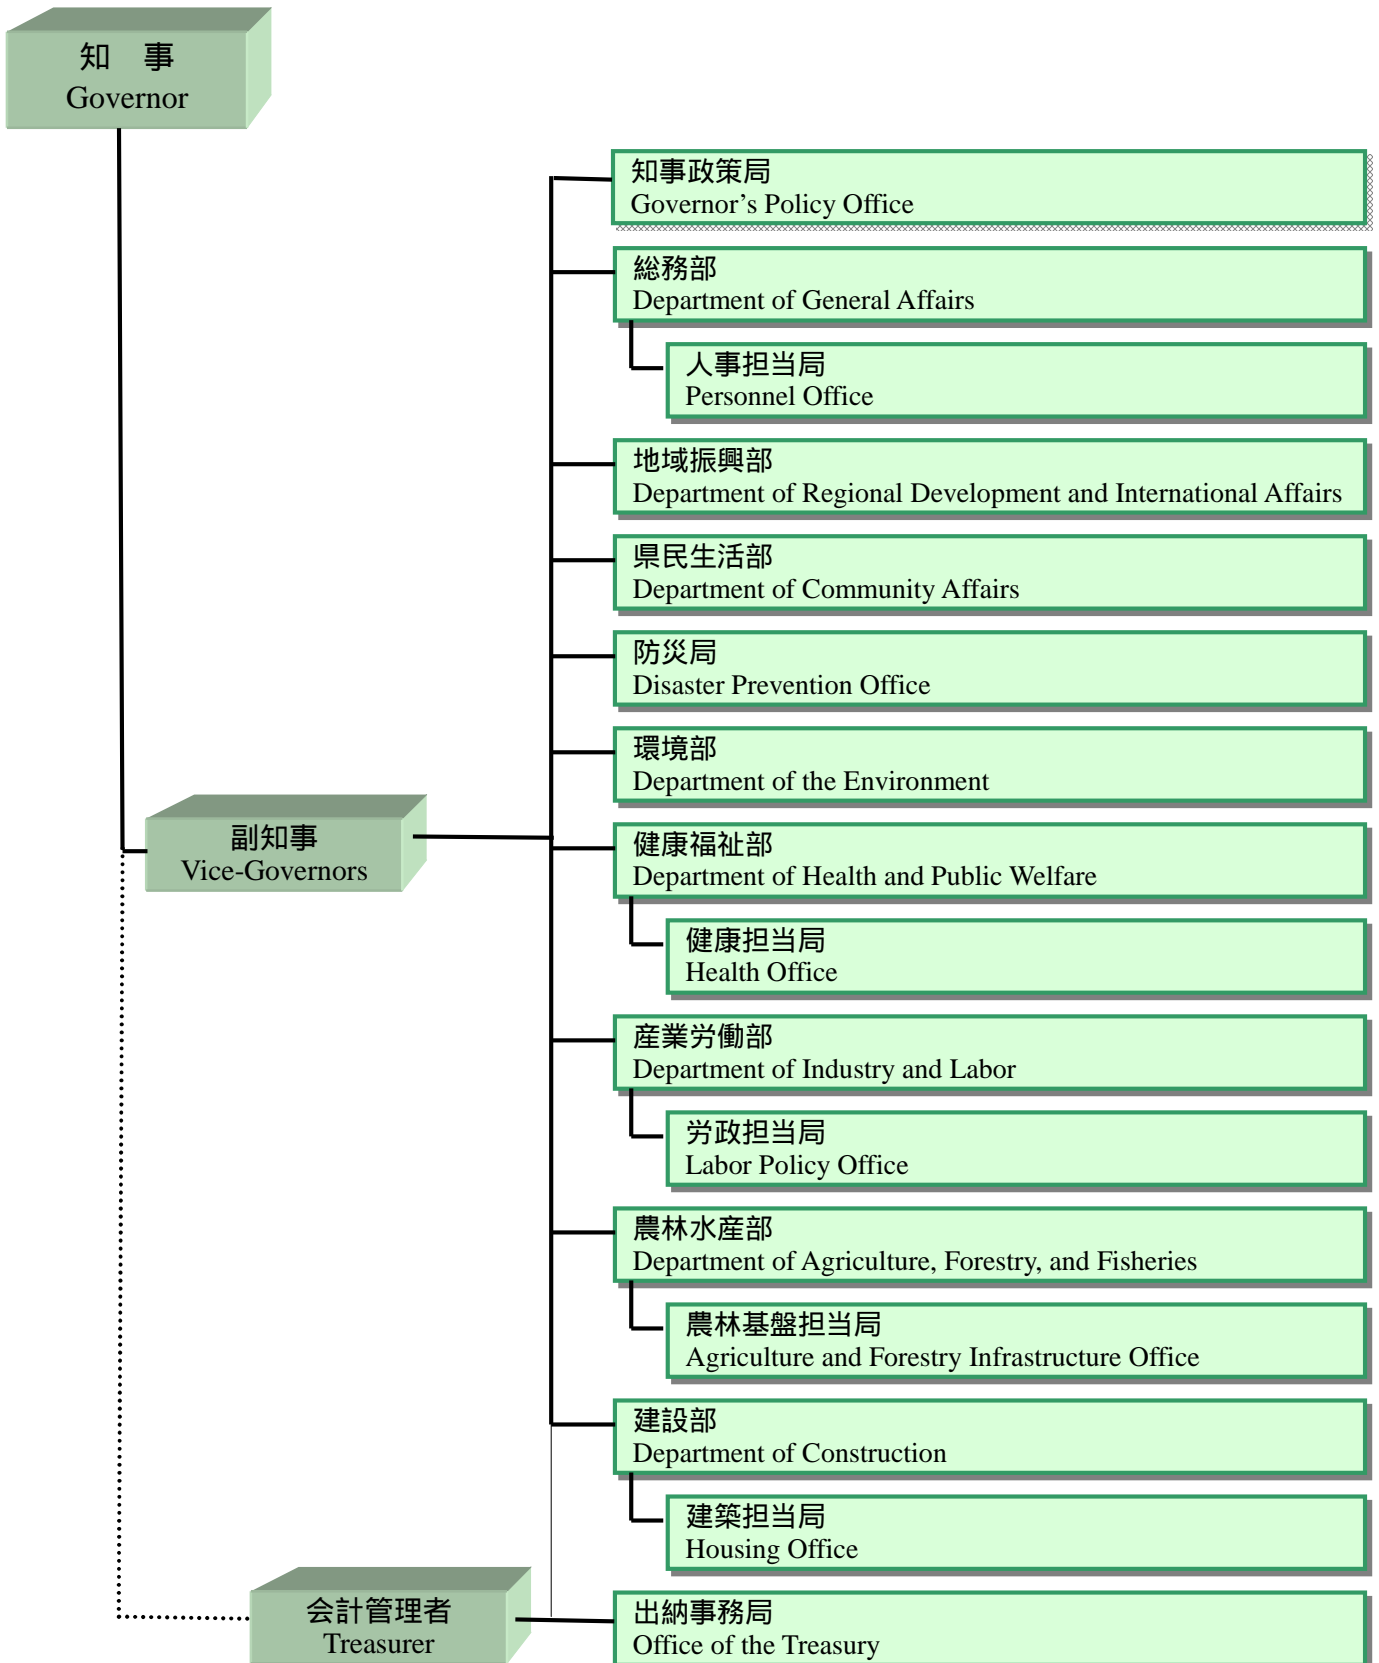 知　事
Governor
知事政策局
Governor’s Policy Office
総務部
Department of General Affairs
人事担当局
Personnel Office
地域振興部
Department of Regional Development and International Affairs
県民生活部
Department of Community Affairs
防災局
Disaster Prevention Office
環境部
Department of the Environment
副知事
Vice-Governors
健康福祉部
Department of Health and Public Welfare
健康担当局
Health Office
産業労働部
Department of Industry and Labor
労政担当局
Labor Policy Office
農林水産部
Department of Agriculture, Forestry, and Fisheries
農林基盤担当局
Agriculture and Forestry Infrastructure Office
建設部
Department of Construction
建築担当局
Housing Office
会計管理者
Treasurer
出納事務局
Office of the Treasury